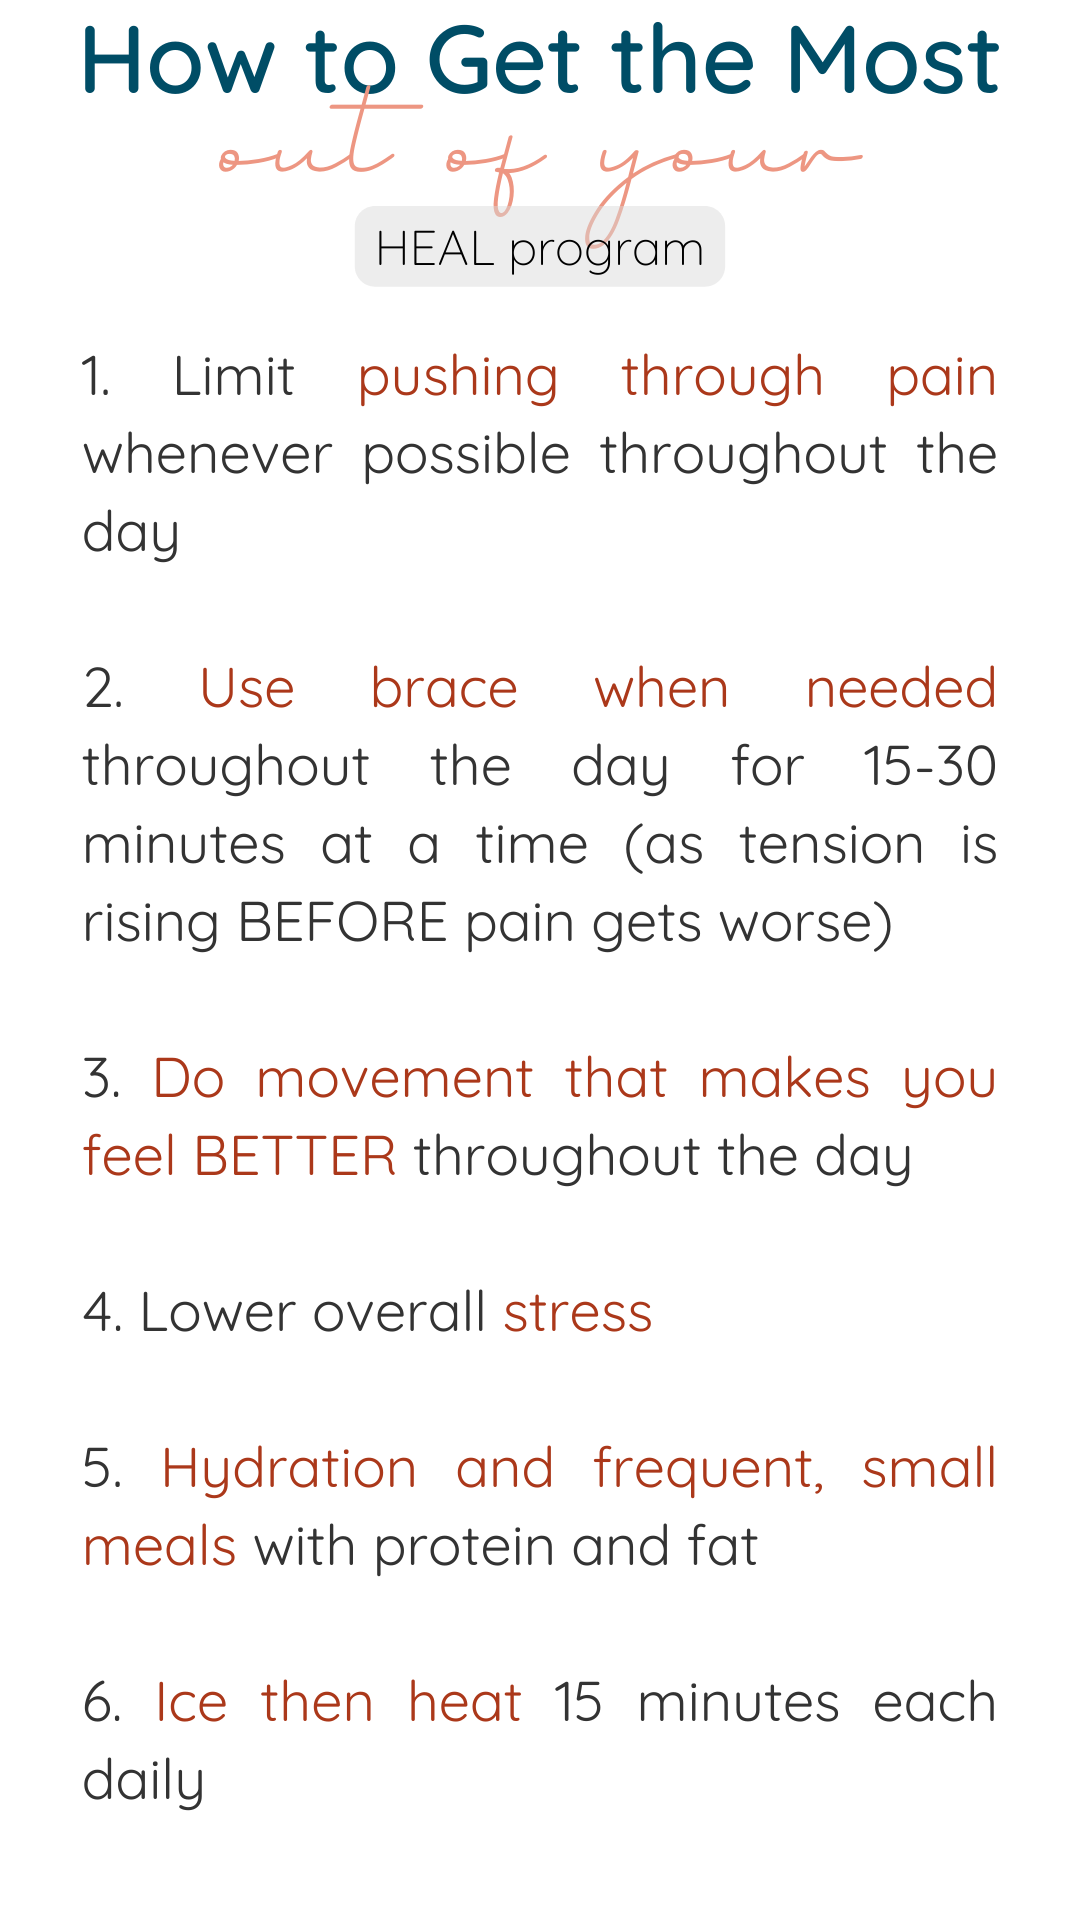 How to Get the Most
out of your
HEAL program
1. Limit pushing through pain
whenever possible throughout the
day
2. Use brace when needed
throughout the day for 15-30
minutes at a time (as tension is
rising BEFORE pain gets worse)
3. Do movement that makes you
feel BETTER throughout the day
4. Lower overall stress
5. Hydration and frequent, small
meals with protein and fat
6. Ice then heat 15 minutes each
daily